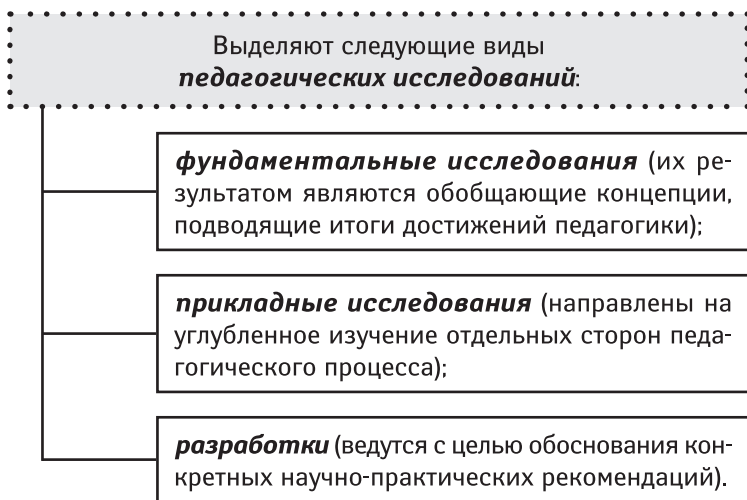 Выделяют следующие виды
педагогических исследований:
фундаментальные исследования (их ре-
зультатом являются обобщающие концепции,
подводящие итоги достижений педагогики);
прикладные исследования (направлены на
углубленное изучение отдельных сторон педа-
гогического процесса);
разработки (ведутся с целью обоснования кон-
кретных научно-практических рекомендаций).